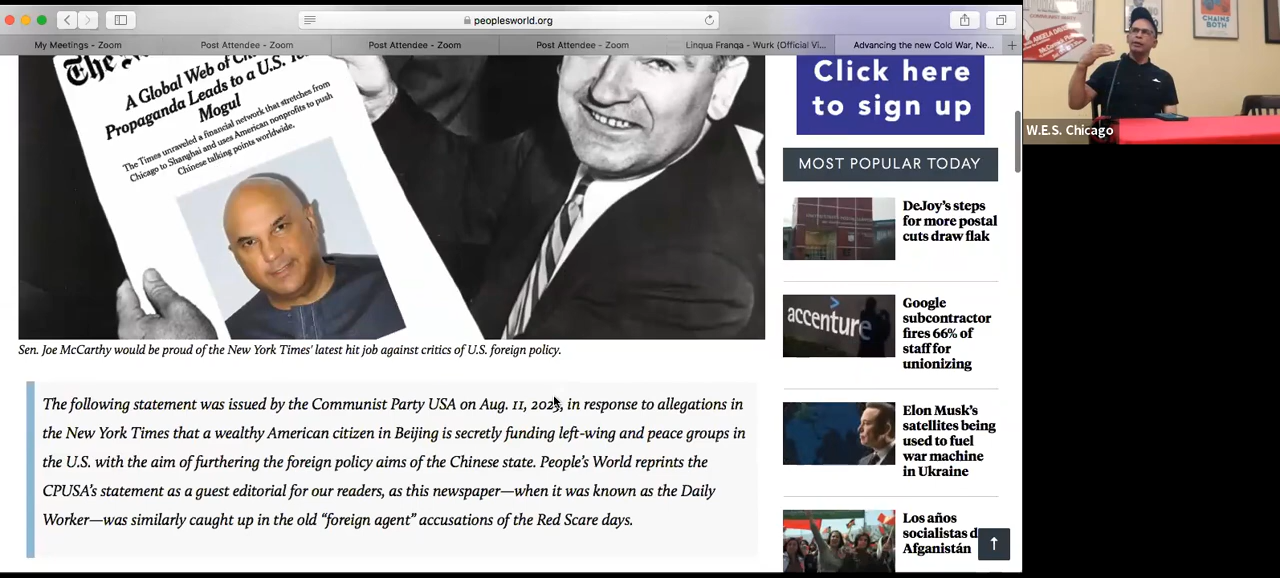 peoplesworld.org
My Meetings - Zoom
Post Attendee - Zoom
Post Attendee - Zoom
Post Attendee - Zoom
Linqua Franqa - Wurk (Official Vi...
Advancing the new Cold War, Ne...
A Global Web of
Propaganda Leads to a U.S.
Mogul
The Times unraveled a financial network that stretches from
Chicago to Shanghai and uses American nonprofits to push
Chinese talking points worldwide.
Sen. Joe McCarthy would be proud of the New York Times' latest hit job against critics of U.S. foreign policy.
The following statement was issued by the Communist Party USA on Aug. 11, 2023, in response to allegations in
the New York Times that a wealthy American citizen in Beijing is secretly funding left-wing and peace groups in
the U.S. with the aim of furthering the foreign policy aims of the Chinese state. People's World reprints the
CPUSA's statement as a guest editorial for our readers, as this newspaper—when it was known as the Daily
Worker—was similarly caught up in the old "foreign agent" accusations of the Red Scare days.
Click here
to sign up
MOST POPULAR TODAY
DeJoy's steps
for more postal
cuts draw flak
accenture
Google
subcontractor
fires 66% of
staff for
unionizing
Elon Musk's
satellites being
used to fuel
war machine
in Ukraine
Los años
socialistas d
Afganistán
COMMUNIST PARTY
ANGELA DAVIS
CHAINS
BOTH
W.E.S. Chicago